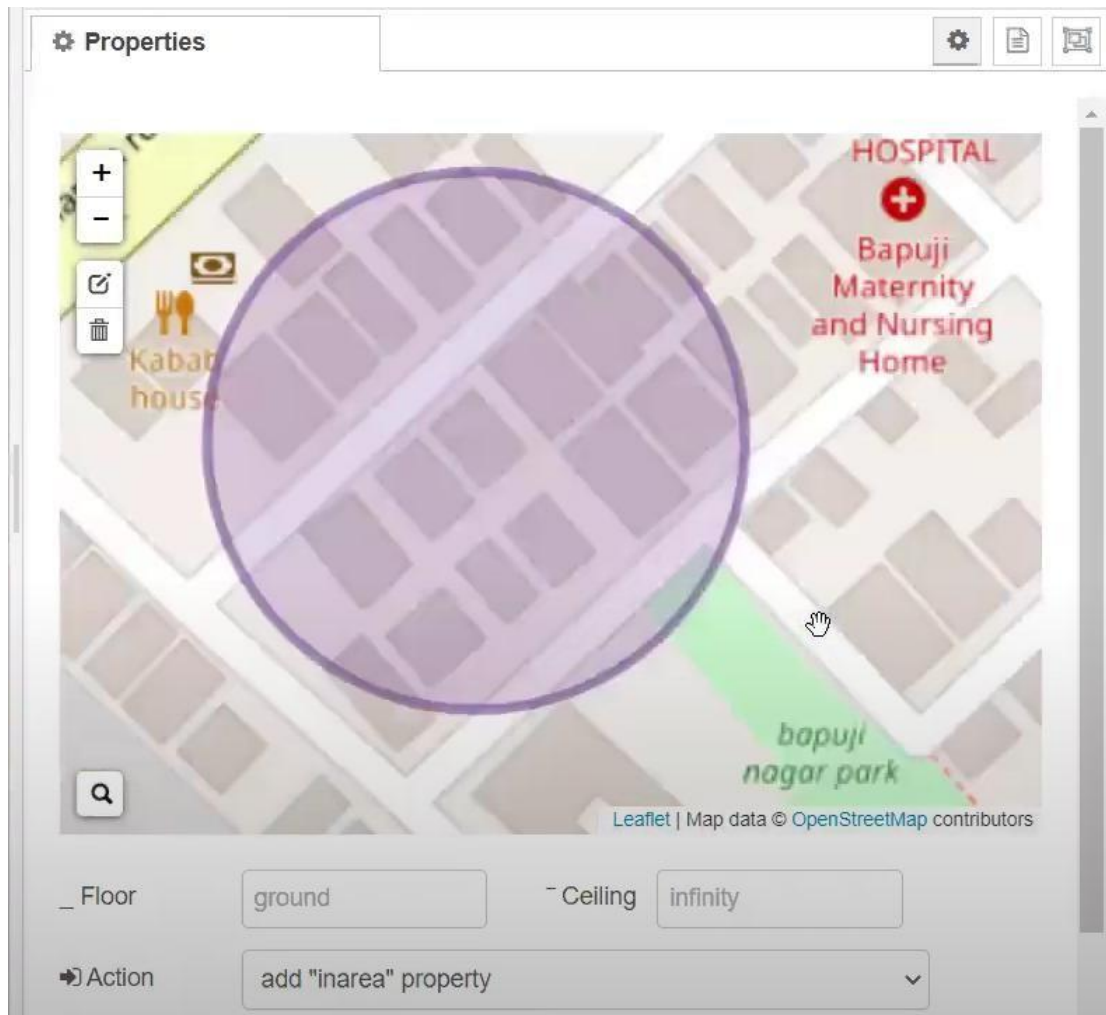 Properties
HOSPITAL
Bapuji
Maternity
and Nursing
Home
Kabab
house
bapuji
nagar park
Leaflet | Map data © OpenStreetMap contributors
_ Floor ground ‾ Ceiling infinity
Action add "inarea" property